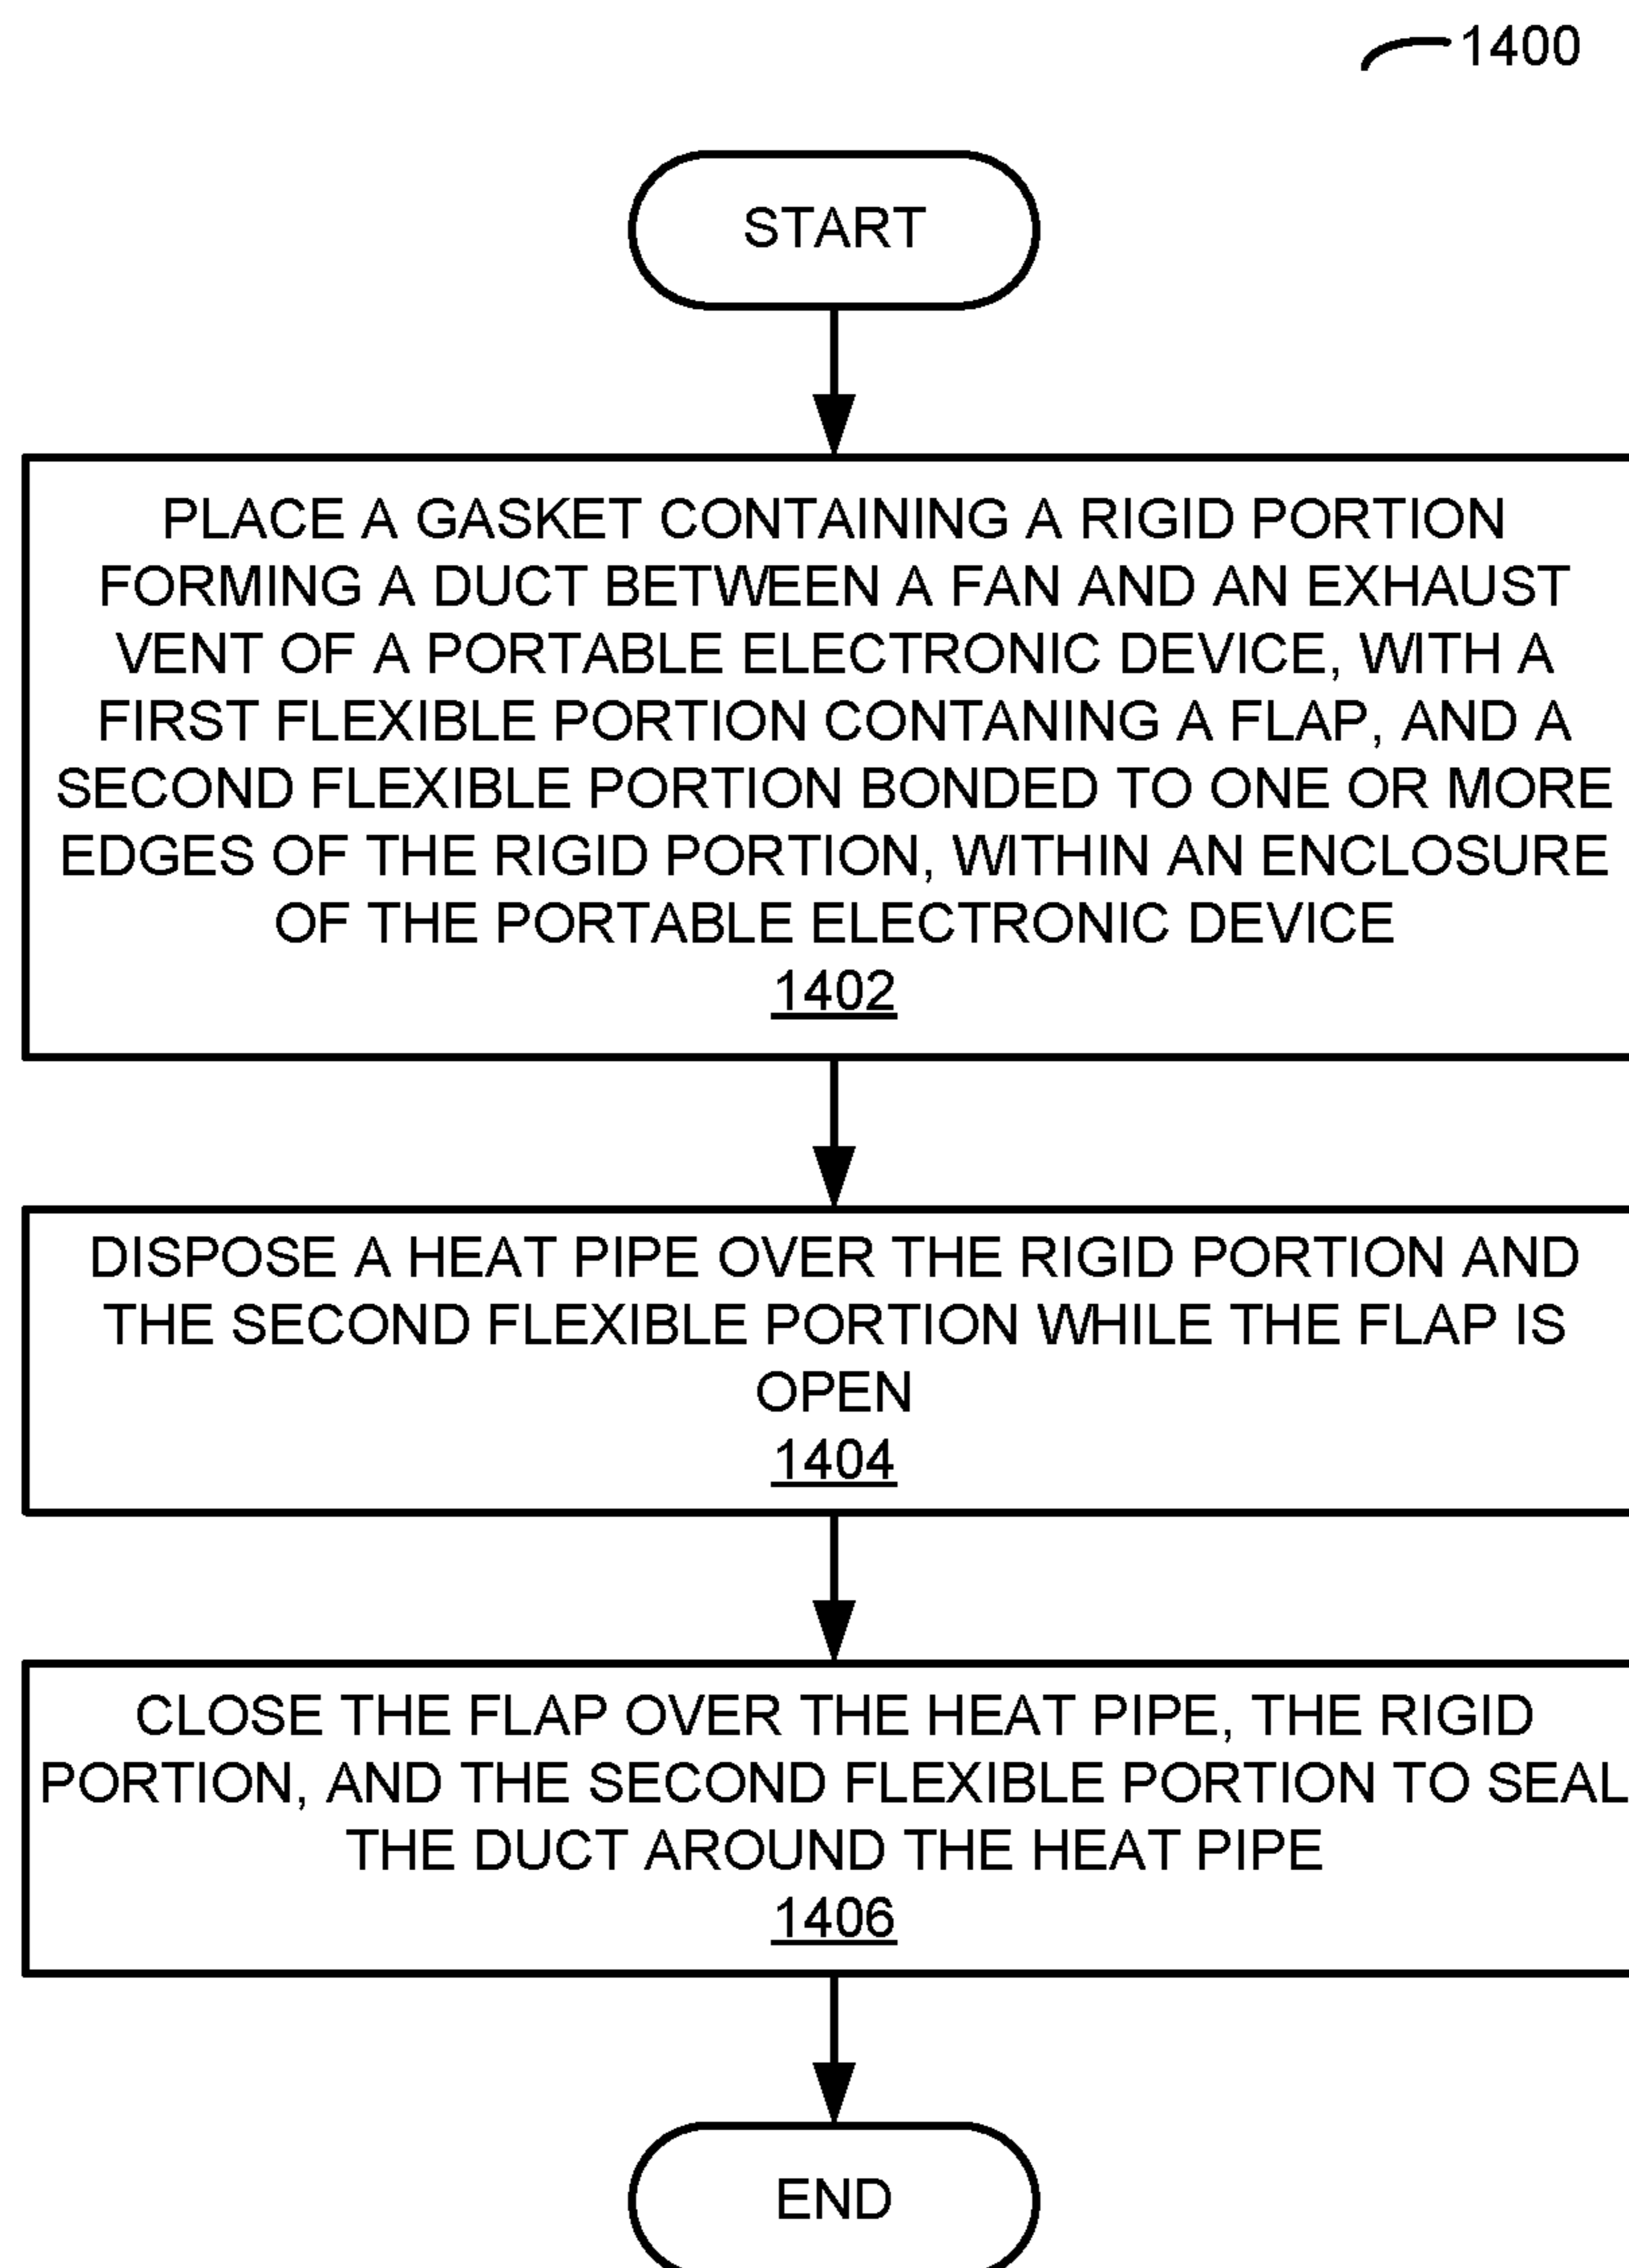 1400
START
PLACE A GASKET CONTAINING A RIGID PORTION
FORMING A DUCT BETWEEN A FAN AND AN EXHAUST
VENT OF A PORTABLE ELECTRONIC DEVICE, WITH A
FIRST FLEXIBLE PORTION CONTANING A FLAP, AND A
SECOND FLEXIBLE PORTION BONDED TO ONE OR MORE
EDGES OF THE RIGID PORTION, WITHIN AN ENCLOSURE
OF THE PORTABLE ELECTRONIC DEVICE
1402
DISPOSE A HEAT PIPE OVER THE RIGID PORTION AND
THE SECOND FLEXIBLE PORTION WHILE THE FLAP IS
OPEN
1404
CLOSE THE FLAP OVER THE HEAT PIPE, THE RIGID
PORTION, AND THE SECOND FLEXIBLE PORTION TO SEAL
THE DUCT AROUND THE HEAT PIPE
1406
END